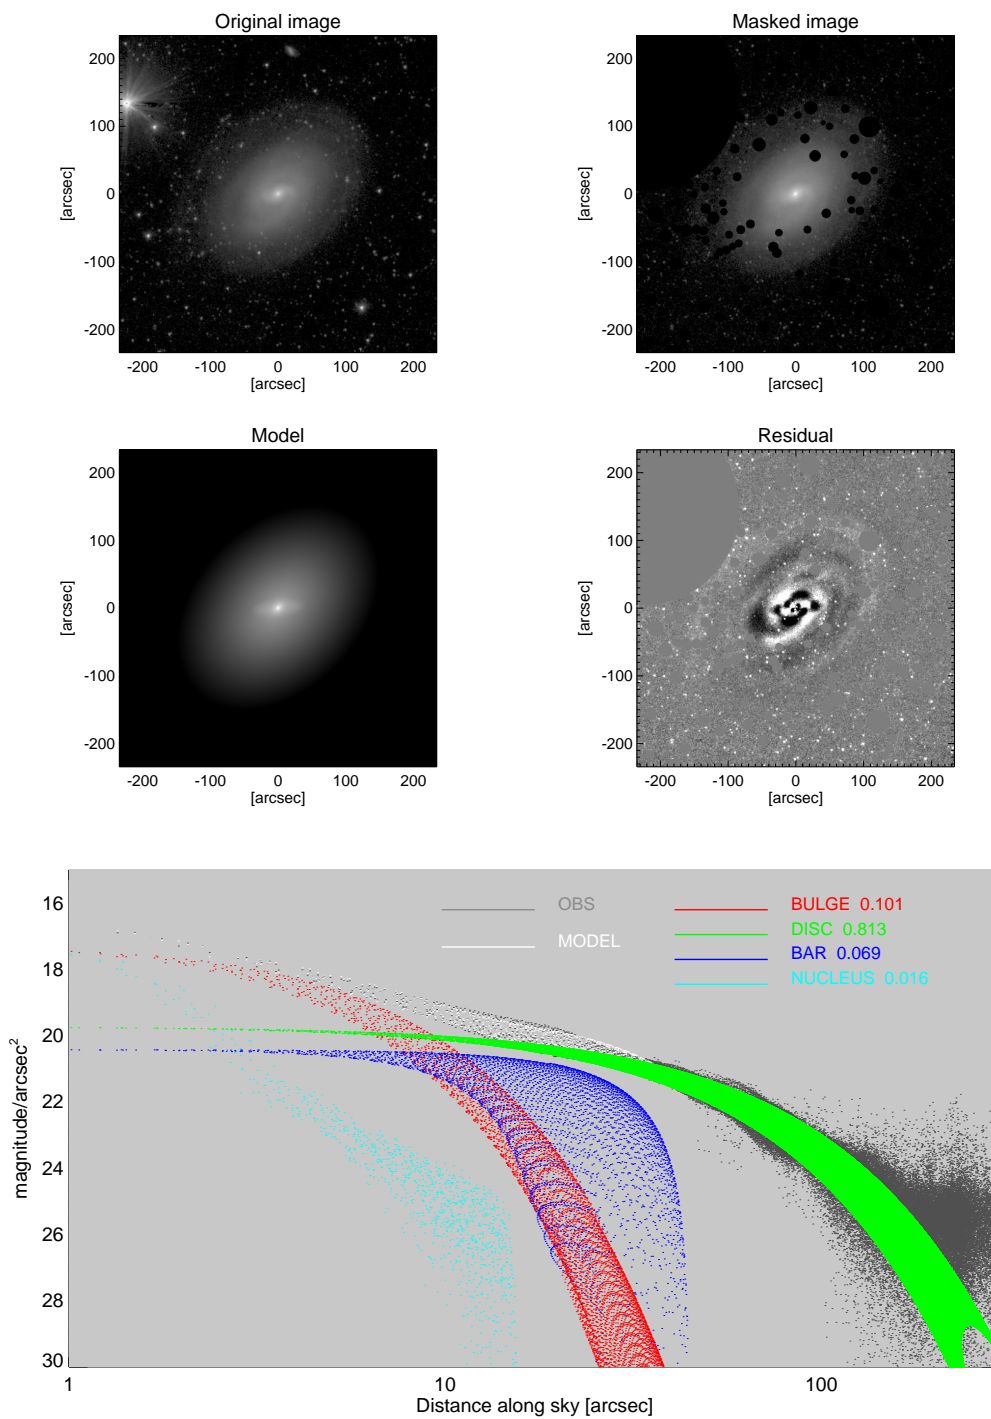 Original image
Masked image
[arcsec]
200
100
0
-100
-200
-200 -100 0 100 200
[arcsec]
[arcsec]
200
100
0
-100
-200
-200 -100 0 100 200
[arcsec]
Model
Residual
[arcsec]
200
100
0
-100
-200
-200 -100 0 100 200
[arcsec]
[arcsec]
200
100
0
-100
-200
-200 -100 0 100 200
[arcsec]
OBS
MODEL
BULGE 0.101
DISC 0.813
BAR 0.069
NUCLEUS 0.016
magnitude/arcsec²
16
18
20
22
24
26
28
30
1 10 100
Distance along sky [arcsec]